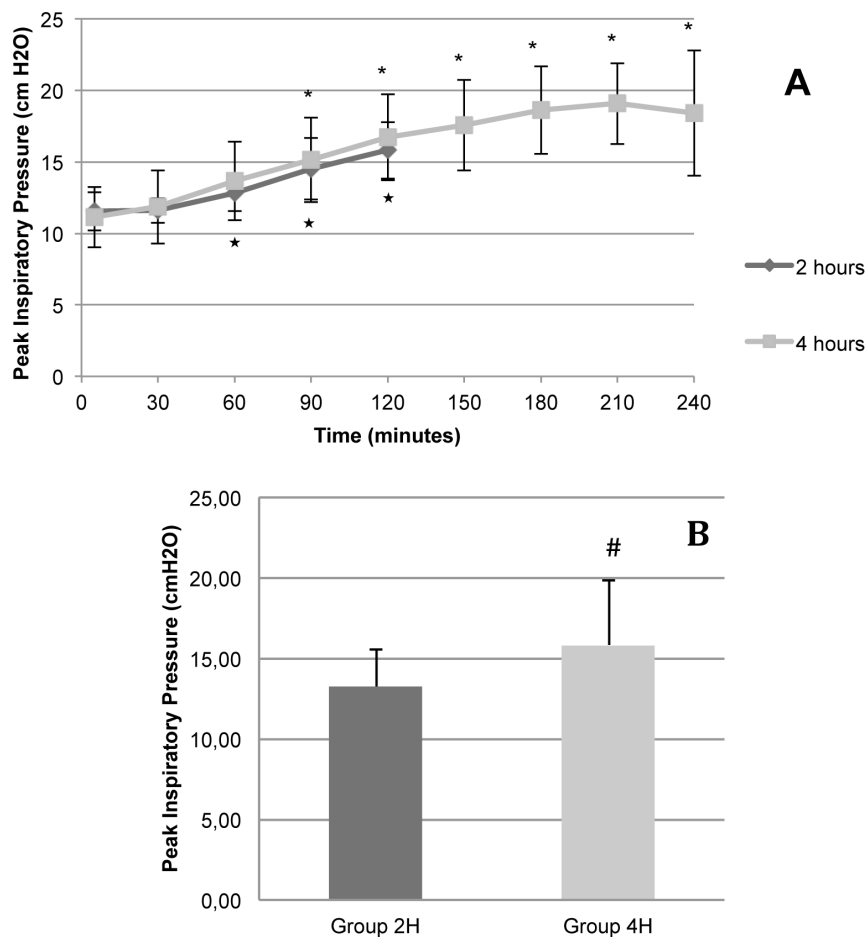 Peak Inspiratory Pressure (cm H2O)
25
20
15
10
5
0
* * * * * * *
★ ★ ★
0 30 60 90 120 150 180 210 240
Time (minutes)
A
2 hours
4 hours
Peak Inspiratory Pressure (cmH2O)
25,00
20,00
15,00
10,00
5,00
0,00
#
B
Group 2H Group 4H